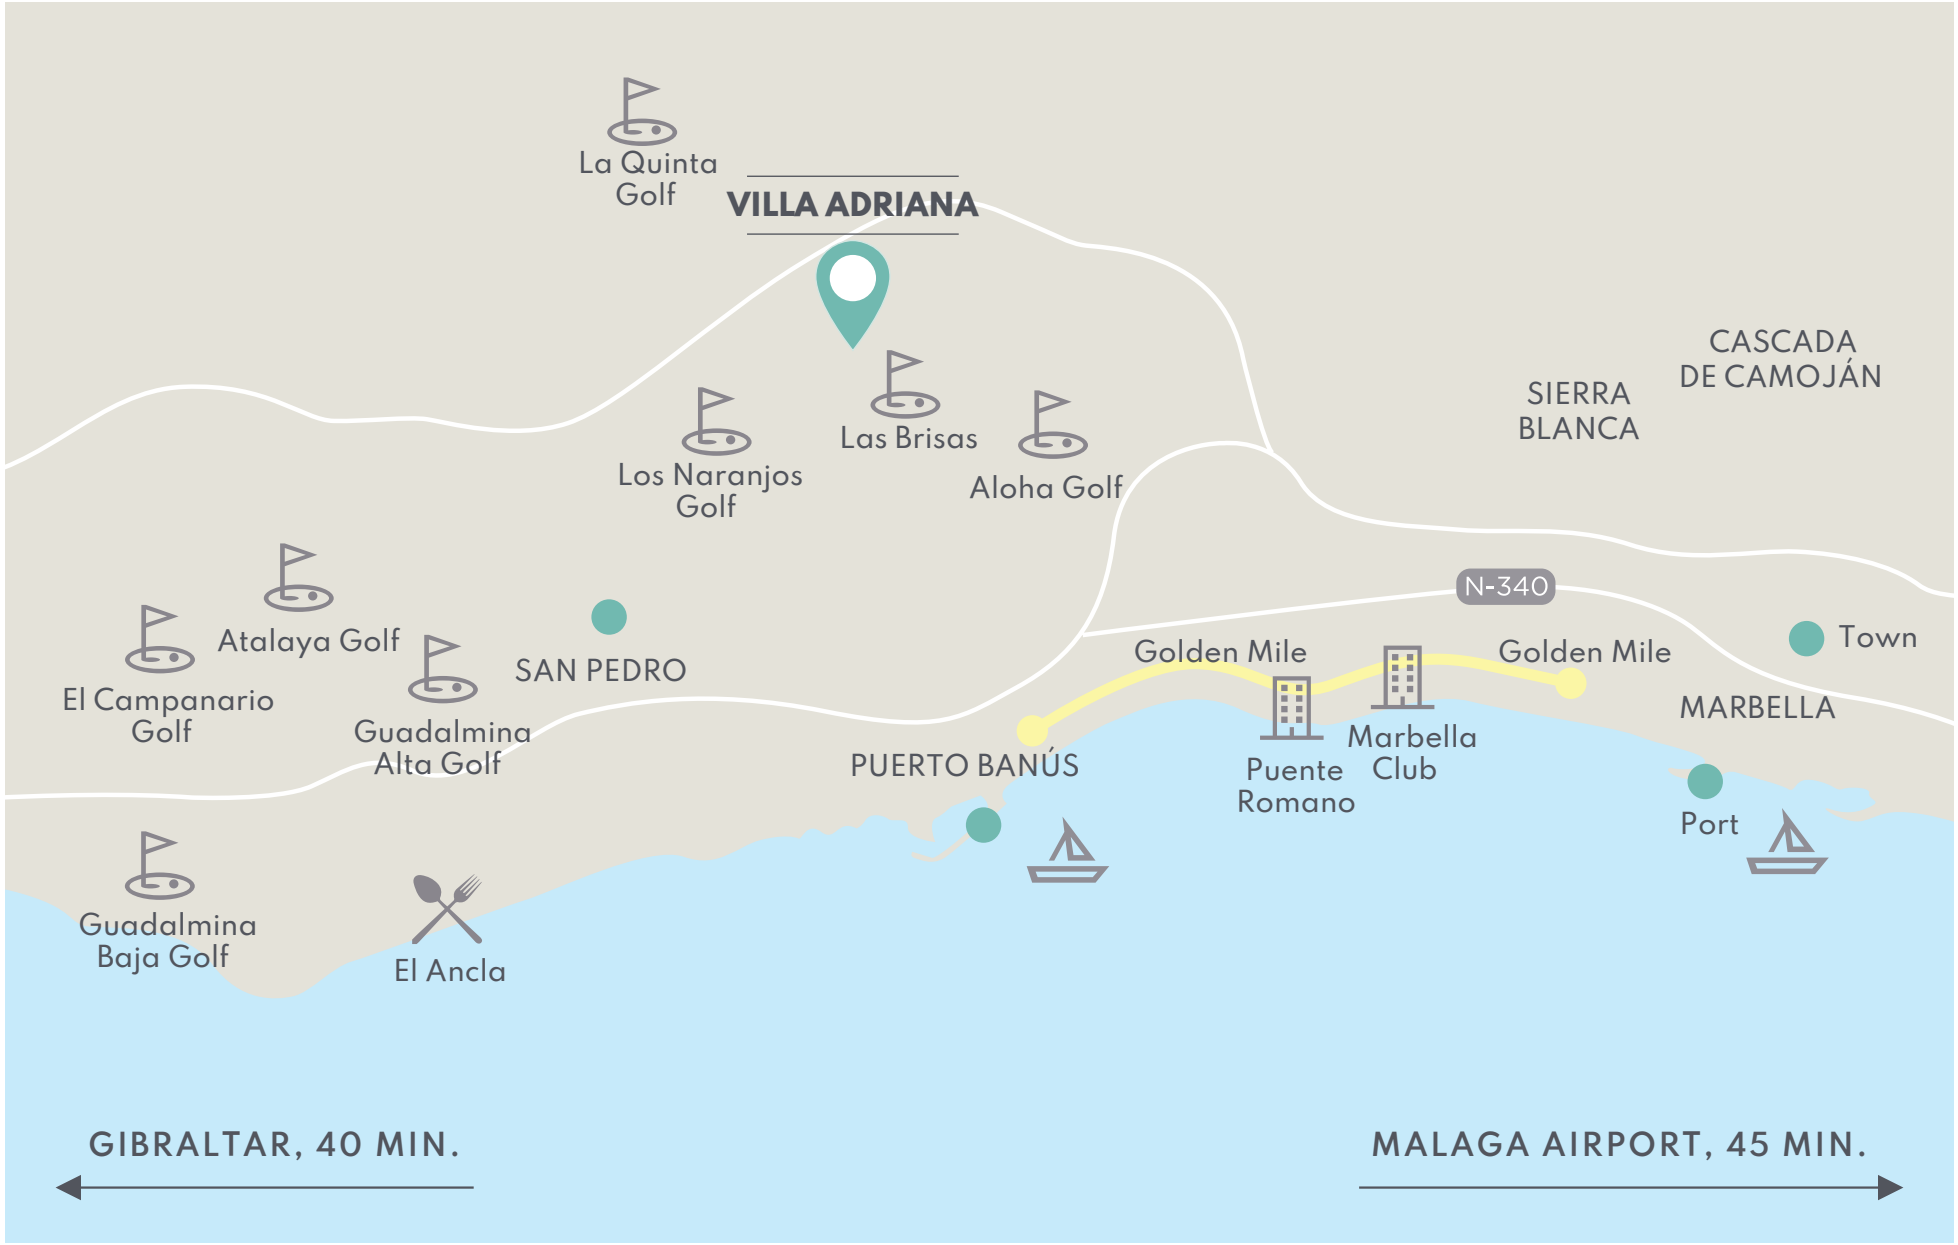 La Quinta
Golf
VILLA ADRIANA
CASCADA
DE CAMOJÁN
SIERRA
BLANCA
Las Brisas
Los Naranjos
Golf
Aloha Golf
N-340
Atalaya Golf
El Campanario
Golf
Guadalmina
Alta Golf
SAN PEDRO
Golden Mile
Golden Mile
Town
MARBELLA
PUERTO BANÚS
Puente
Romano
Marbella
Club
Port
Guadalmina
Baja Golf
El Ancla
GIBRALTAR, 40 MIN.
MALAGA AIRPORT, 45 MIN.